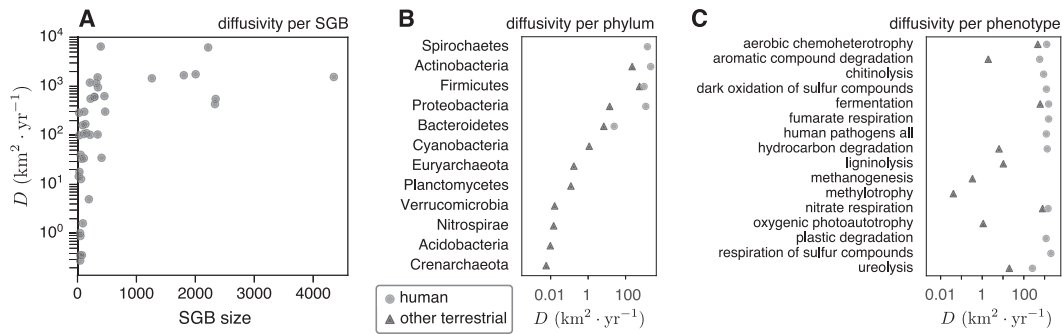 A
diffusivity per SGB
10^4
10^3
10^2
10^1
10^0
D (km^2 · yr^−1)
0
1000
2000
3000
4000
SGB size
B
diffusivity per phylum
Spirochaetes
Actinobacteria
Firmicutes
Proteobacteria
Bacteroidetes
Cyanobacteria
Euryarchaeota
Planctomycetes
Verrucomicrobia
Nitrospirae
Acidobacteria
Crenarchaeota
human
other terrestrial
0.01
1
100
D (km^2 · yr^−1)
C
diffusivity per phenotype
aerobic chemoheterotrophy
aromatic compound degradation
chitinolysis
dark oxidation of sulfur compounds
fermentation
fumarate respiration
human pathogens all
hydrocarbon degradation
ligninolysis
methanogenesis
methylotrophy
nitrate respiration
oxygenic photoautotrophy
plastic degradation
respiration of sulfur compounds
ureolysis
0.01
1
100
D (km^2 · yr^−1)